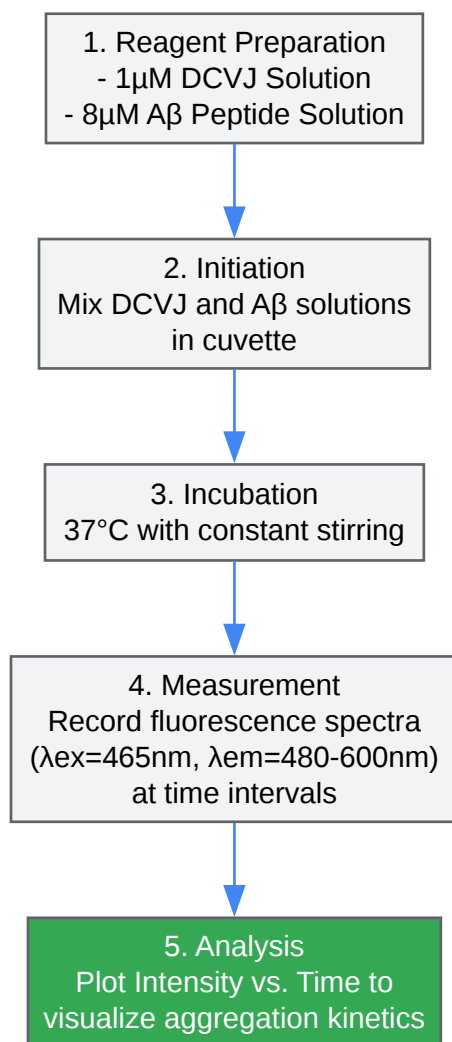 1. Reagent Preparation
- 1µM DCVJ Solution
- 8µM Aβ Peptide Solution
2. Initiation
Mix DCVJ and Aβ solutions
in cuvette
3. Incubation
37°C with constant stirring
4. Measurement
Record fluorescence spectra
(λex=465nm, λem=480-600nm)
at time intervals
5. Analysis
Plot Intensity vs. Time to
visualize aggregation kinetics